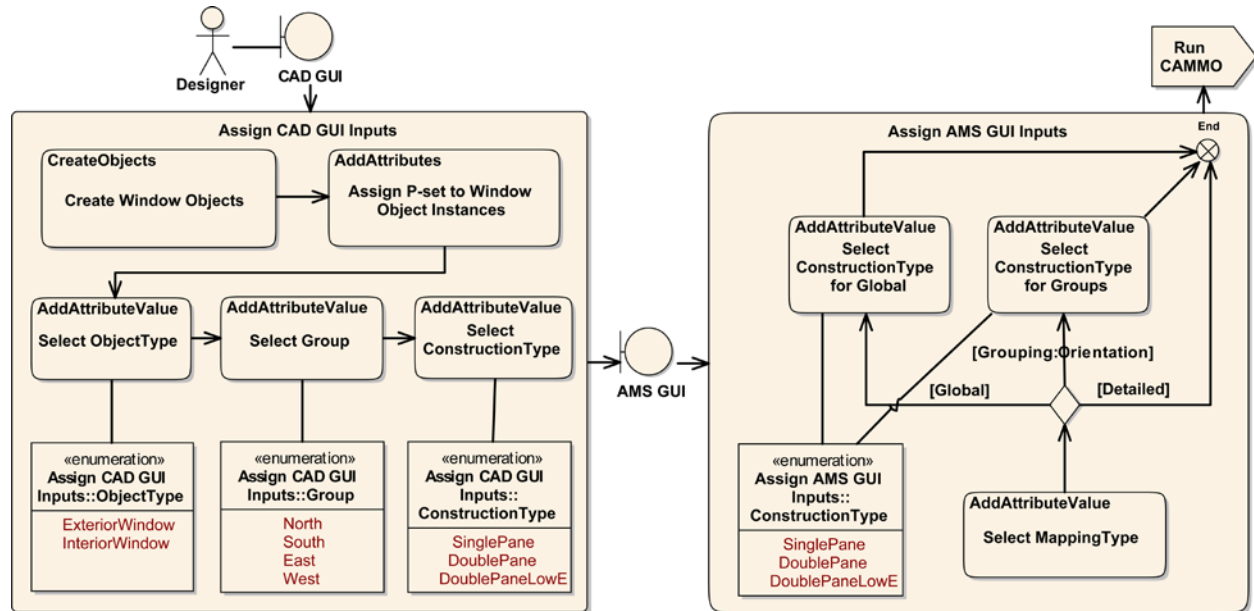 Designer
CAD GUI
Run
CAMMO
Assign CAD GUI Inputs
CreateObjects
Create Window Objects
AddAttributes
Assign P-set to Window
Object Instances
AddAttributeValue
Select ObjectType
AddAttributeValue
Select Group
AddAttributeValue
Select
ConstructionType
«enumeration»
Assign CAD GUI
Inputs::ObjectType
ExteriorWindow
InteriorWindow
«enumeration»
Assign CAD GUI
Inputs::Group
North
South
East
West
«enumeration»
Assign CAD GUI
Inputs::
ConstructionType
SinglePane
DoublePane
DoublePaneLowE
AMS GUI
Assign AMS GUI Inputs
End
AddAttributeValue
Select
ConstructionType
for Global
AddAttributeValue
Select
ConstructionType
for Groups
[Grouping:Orientation]
[Global]
[Detailed]
«enumeration»
Assign AMS GUI
Inputs::
ConstructionType
SinglePane
DoublePane
DoublePaneLowE
AddAttributeValue
Select MappingType